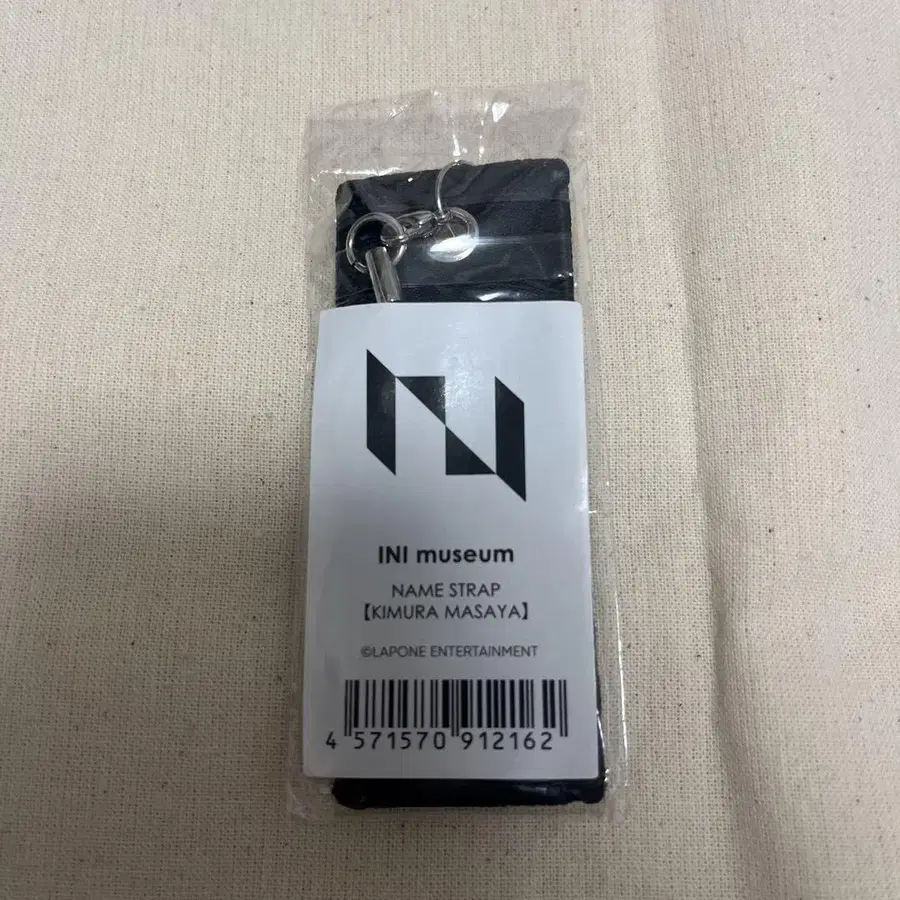 INI museum
NAME STRAP
【KIMURA MASAYA】
©LAPONE ENTERTAINMENT
4 571570 912162